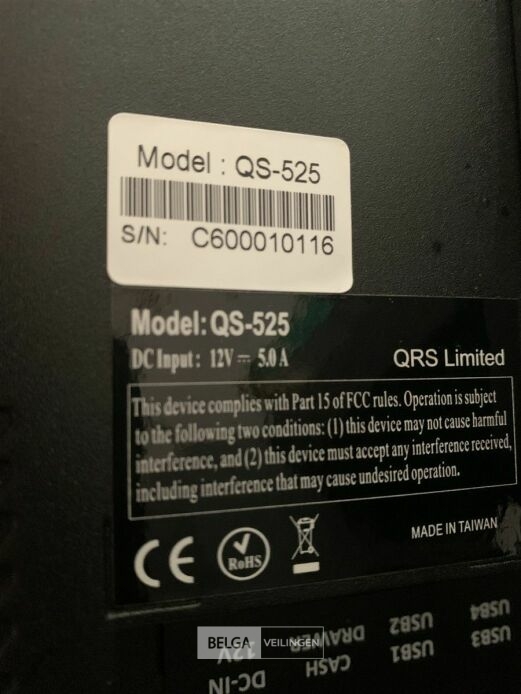 Model : QS-525
S/N: C600010116
Model: QS-525
DC Input: 12V ⎓ 5.0 A
QRS Limited
This device complies with Part 15 of FCC rules. Operation is subject
to the following two conditions: (1) this device may not cause harmful
interference, and (2) this device must accept any interference received,
including interference that may cause undesired operation.
CE
RoHS
MADE IN TAIWAN
BELGA VEILINGEN
DC-IN
12V
CASH
DRAWER
USB1
USB2
USB3
USB4